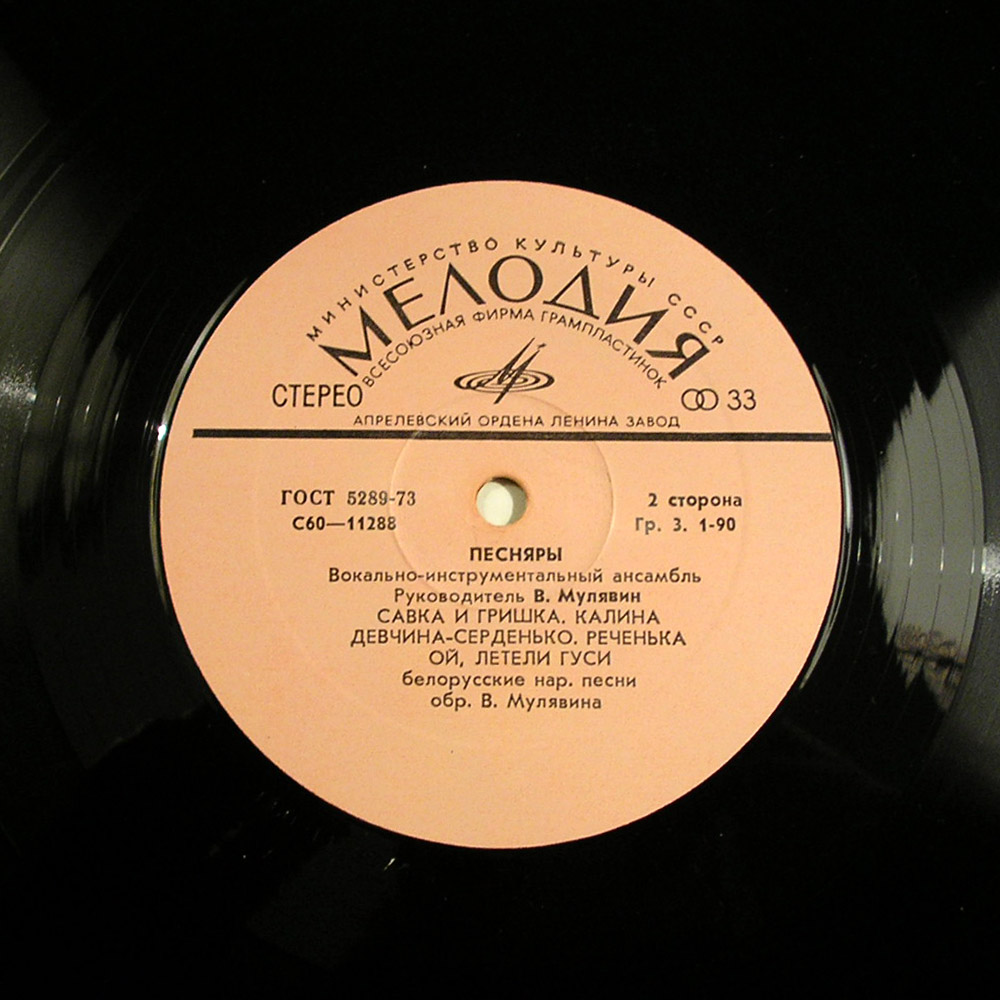 МИНИСТЕРСТВО КУЛЬТУРЫ СССР
МЕЛОДИЯ
ВСЕСОЮЗНАЯ ФИРМА ГРАМПЛАСТИНОК
СТЕРЕО
33
АПРЕЛЕВСКИЙ ОРДЕНА ЛЕНИНА ЗАВОД
ГОСТ 5289-73
2 сторона
С60—11288
Гр. 3. 1-90
ПЕСНЯРЫ
Вокально-инструментальный ансамбль
Руководитель В. Мулявин
САВКА И ГРИШКА. КАЛИНА
ДЕВЧИНА-СЕРДЕНЬКО. РЕЧЕНЬКА
ОЙ, ЛЕТЕЛИ ГУСИ
белорусские нар. песни
обр. В. Мулявина